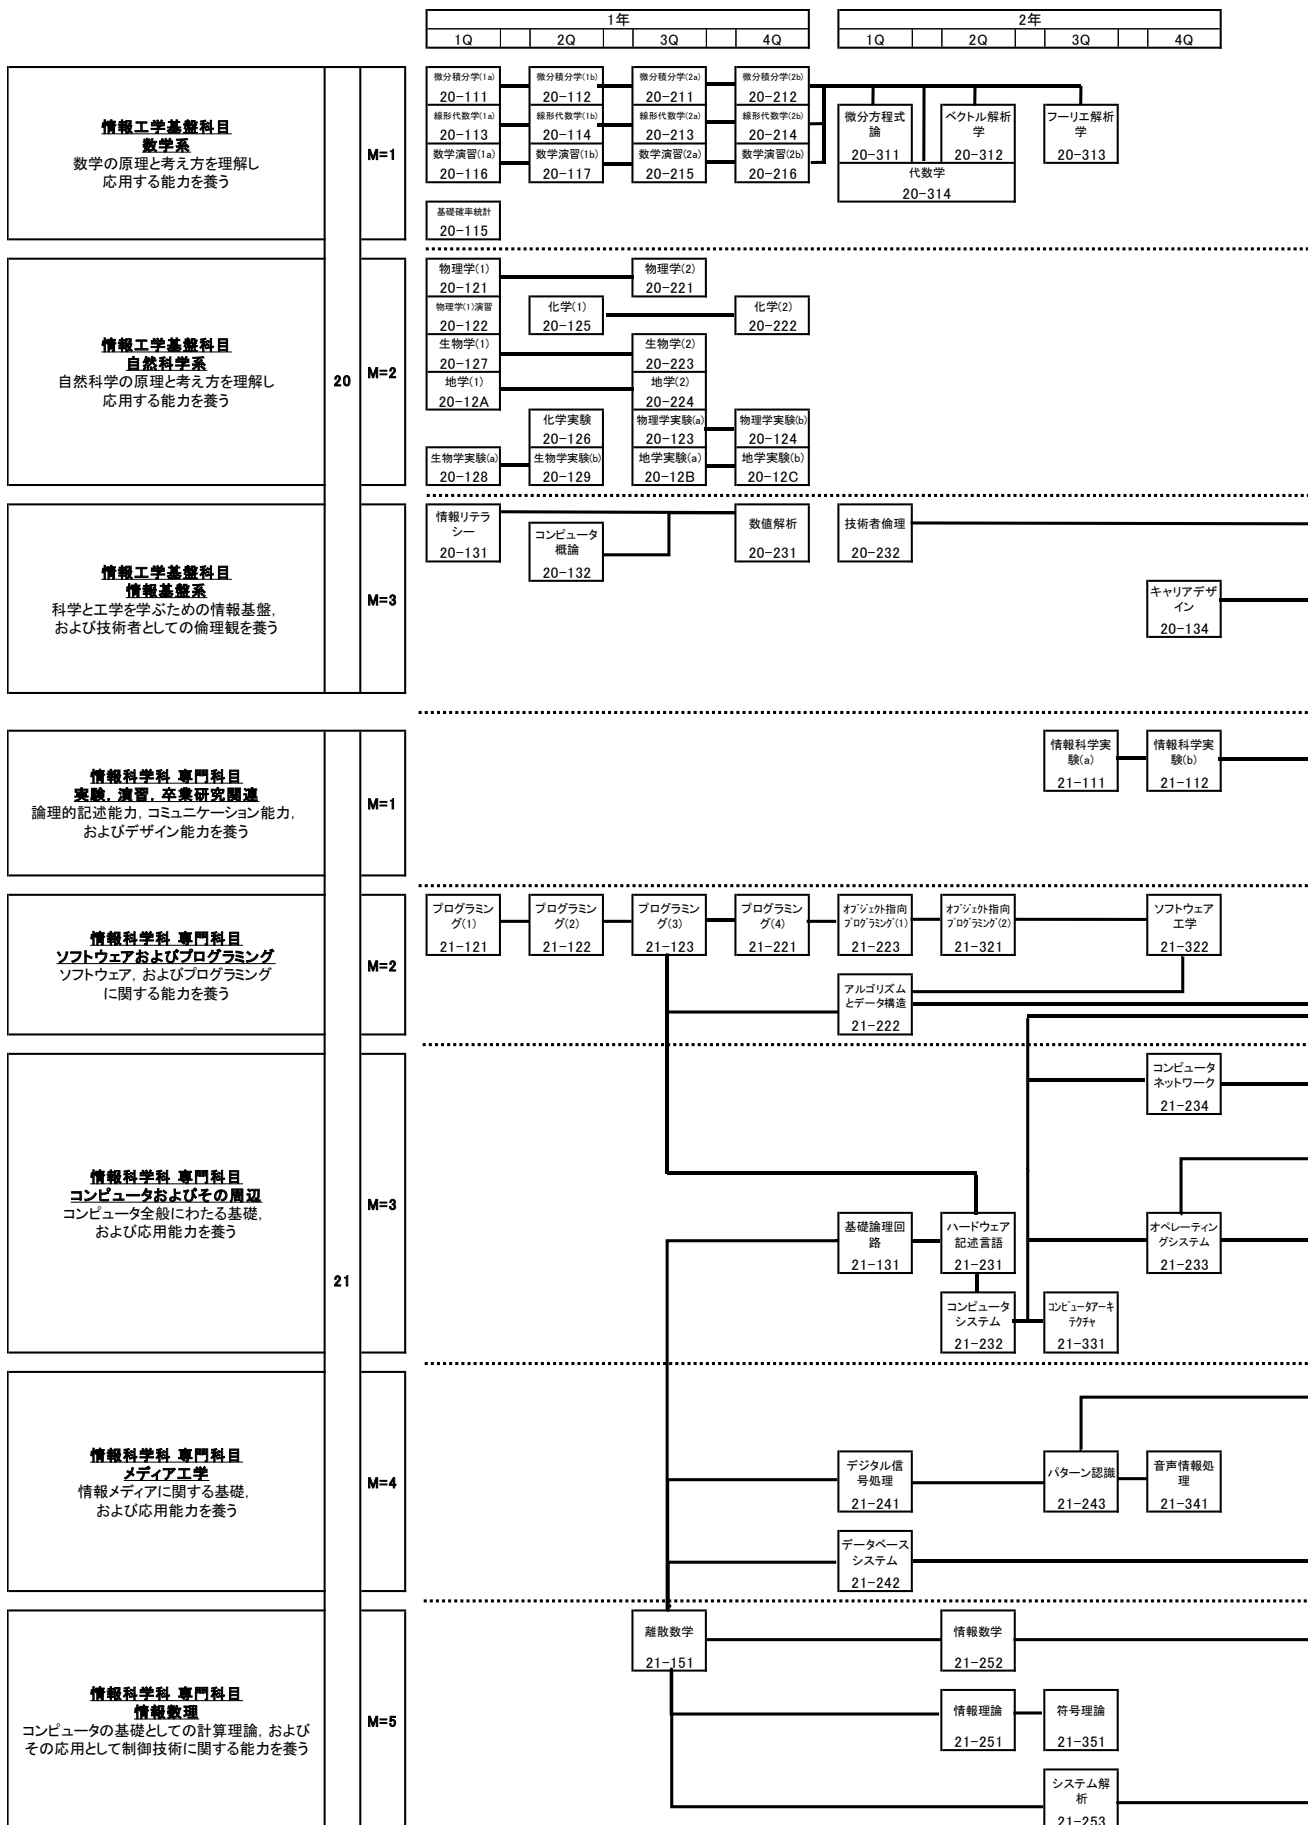 1年
2年
1Q
2Q
3Q
4Q
1Q
2Q
3Q
4Q
情報工学基盤科目
数学系
数学の原理と考え方を理解し
応用する能力を養う
M=1
微分積分学(1a)
20-111
微分積分学(1b)
20-112
微分積分学(2a)
20-211
微分積分学(2b)
20-212
線形代数学(1a)
20-113
線形代数学(1b)
20-114
線形代数学(2a)
20-213
線形代数学(2b)
20-214
数学演習(1a)
20-116
数学演習(1b)
20-117
数学演習(2a)
20-215
数学演習(2b)
20-216
微分方程式
論
20-311
ベクトル解析
学
20-312
フーリエ解析
学
20-313
代数学
20-314
基礎確率統計
20-115
20
情報工学基盤科目
自然科学系
自然科学の原理と考え方を理解し
応用する能力を養う
M=2
物理学(1)
20-121
物理学(2)
20-221
物理学(1)演習
20-122
化学(1)
20-125
化学(2)
20-222
生物学(1)
20-127
生物学(2)
20-223
地学(1)
20-12A
地学(2)
20-224
化学実験
20-126
物理学実験(a)
20-123
物理学実験(b)
20-124
生物学実験(a)
20-128
生物学実験(b)
20-129
地学実験(a)
20-12B
地学実験(b)
20-12C
情報工学基盤科目
情報基盤系
科学と工学を学ぶための情報基盤,
および技術者としての倫理観を養う
M=3
情報リテラ
シー
20-131
コンピュータ
概論
20-132
数値解析
20-231
技術者倫理
20-232
キャリアデザ
イン
20-134
21
情報科学科 専門科目
実験, 演習, 卒業研究関連
論理的記述能力, コミュニケーション能力,
およびデザイン能力を養う
M=1
情報科学実
験(a)
21-111
情報科学実
験(b)
21-112
情報科学科 専門科目
ソフトウェアおよびプログラミング
ソフトウェア, およびプログラミング
に関する能力を養う
M=2
プログラミン
グ(1)
21-121
プログラミン
グ(2)
21-122
プログラミン
グ(3)
21-123
プログラミン
グ(4)
21-221
オブジェクト指向
プログラミング(1)
21-223
オブジェクト指向
プログラミング(2)
21-321
ソフトウェア
工学
21-322
アルゴリズム
とデータ構造
21-222
情報科学科 専門科目
コンピュータおよびその周辺
コンピュータ全般にわたる基礎,
および応用能力を養う
M=3
コンピュータ
ネットワーク
21-234
基礎論理回
路
21-131
ハードウェア
記述言語
21-231
オペレーティン
グシステム
21-233
コンピュータ
システム
21-232
コンピュータアーキ
テクチャ
21-331
情報科学科 専門科目
メディア工学
情報メディアに関する基礎,
および応用能力を養う
M=4
デジタル信
号処理
21-241
パターン認識
21-243
音声情報処
理
21-341
データベース
システム
21-242
情報科学科 専門科目
情報数理
コンピュータの基礎としての計算理論, および
その応用として制御技術に関する能力を養う
M=5
離散数学
21-151
情報数学
21-252
情報理論
21-251
符号理論
21-351
システム解
析
21-253